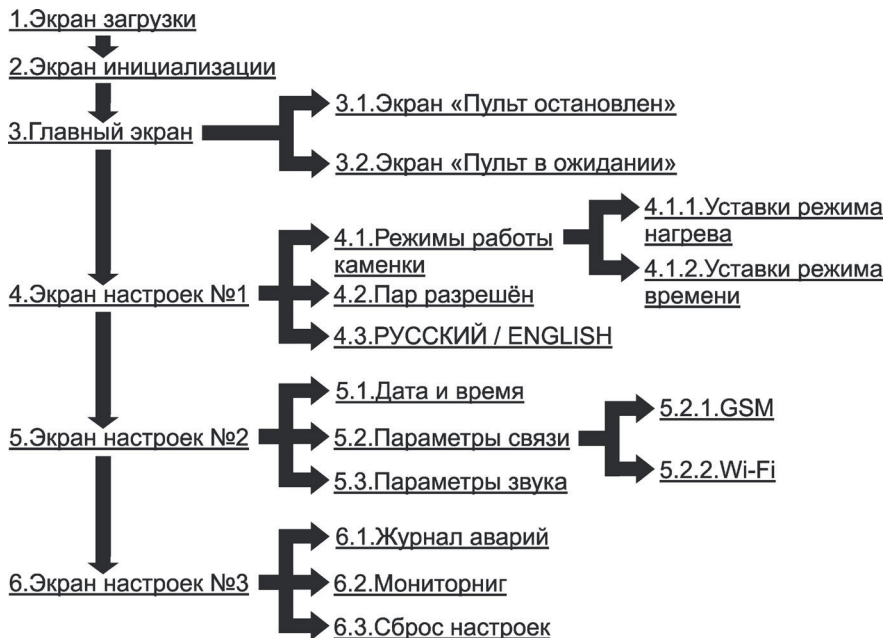 1.Экран загрузки
2.Экран инициализации
3.Главный экран
3.1.Экран «Пульт остановлен»
3.2.Экран «Пульт в ожидании»
4.Экран настроек №1
4.1.Режимы работы
каменки
4.1.1.Уставки режима
нагрева
4.1.2.Уставки режима
времени
4.2.Пар разрешён
4.3.РУССКИЙ / ENGLISH
5.Экран настроек №2
5.1.Дата и время
5.2.Параметры связи
5.2.1.GSM
5.2.2.Wi-Fi
5.3.Параметры звука
6.Экран настроек №3
6.1.Журнал аварий
6.2.Мониторниг
6.3.Сброс настроек